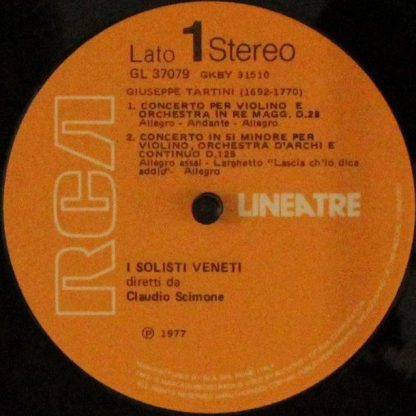 Lato 1 Stereo
GL 37079 GKBY 31510
GIUSEPPE TARTINI (1692-1770)
1. CONCERTO PER VIOLINO E
ORCHESTRA IN RE MAGG. D.28
Allegro - Andante - Allegro
2. CONCERTO IN SI MINORE PER
VIOLINO, ORCHESTRA D'ARCHI E
CONTINUO D.125
Allegro assai - Larghetto "Lascia ch'io dica
addio" - Allegro
RCA
LINEATRE
I SOLISTI VENETI
diretti da
Claudio Scimone
℗ 1977